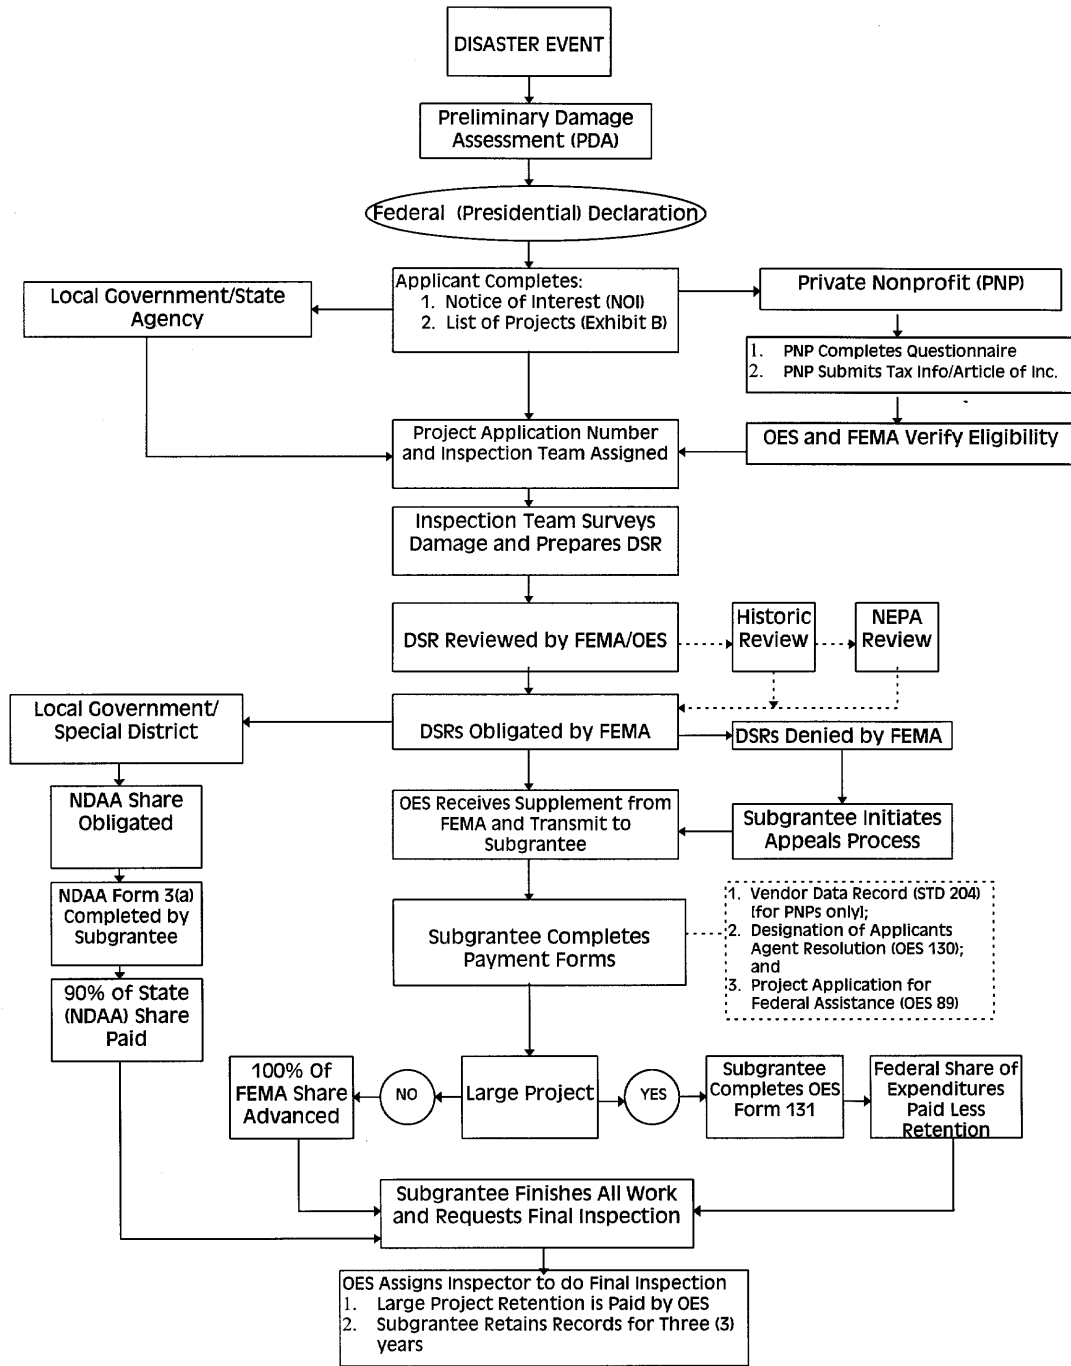 DISASTER EVENT
Preliminary Damage
Assessment (PDA)
Federal (Presidential) Declaration
Local Government/State
Agency
Applicant Completes:
1. Notice of Interest (NOI)
2. List of Projects (Exhibit B)
Private Nonprofit (PNP)
1. PNP Completes Questionnaire
2. PNP Submits Tax Info/Article of Inc.
Project Application Number
and Inspection Team Assigned
OES and FEMA Verify Eligibility
Inspection Team Surveys
Damage and Prepares DSR
DSR Reviewed by FEMA/OES
Historic
Review
NEPA
Review
Local Government/
Special District
DSRs Obligated by FEMA
DSRs Denied by FEMA
NDAA Share
Obligated
OES Receives Supplement from
FEMA and Transmit to
Subgrantee
Subgrantee Initiates
Appeals Process
NDAA Form 3(a)
Completed by
Subgrantee
Subgrantee Completes
Payment Forms
1. Vendor Data Record (STD 204)
[for PNPs only];
2. Designation of Applicants
Agent Resolution (OES 130);
and
3. Project Application for
Federal Assistance (OES 89)
90% of State
(NDAA) Share
Paid
100% Of
FEMA Share
Advanced
NO
Large Project
YES
Subgrantee
Completes OES
Form 131
Federal Share of
Expenditures
Paid Less
Retention
Subgrantee Finishes All Work
and Requests Final Inspection
OES Assigns Inspector to do Final Inspection
1. Large Project Retention is Paid by OES
2. Subgrantee Retains Records for Three (3)
years